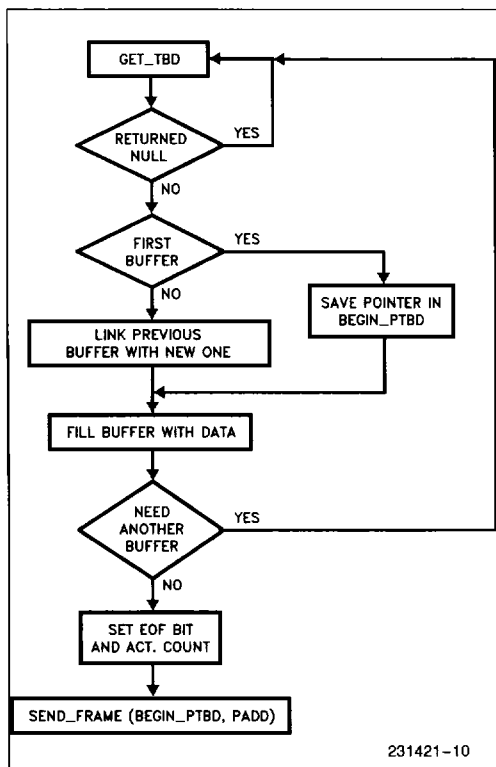 GET_TBD
RETURNED
NULL
YES
NO
FIRST
BUFFER
YES
NO
SAVE POINTER IN
BEGIN_PTBD
LINK PREVIOUS
BUFFER WITH NEW ONE
FILL BUFFER WITH DATA
NEED
ANOTHER
BUFFER
YES
NO
SET EOF BIT
AND ACT. COUNT
SEND_FRAME (BEGIN_PTBD, PADD)
231421-10